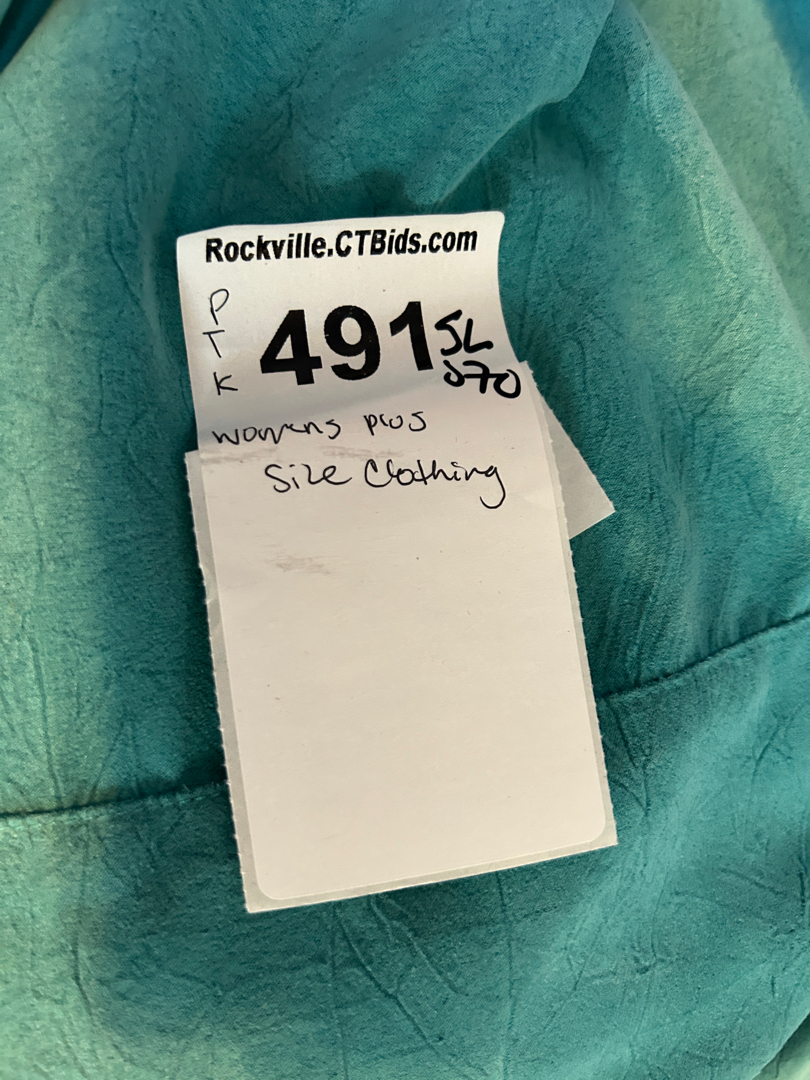 Rockville.CTBids.com
P
T
K
491
SL
070
womens plus
Size Clothing